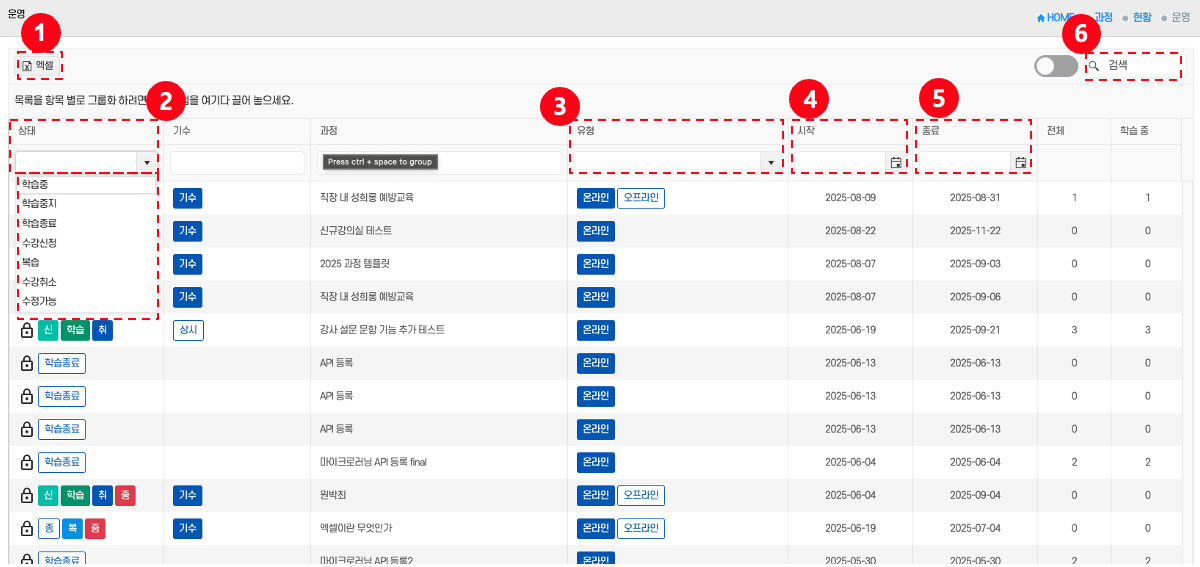 운영
HOME 과정 현황 운영
1
6
엑셀
검색
목록을 항목 별로 그룹화 하려면 2 을 여기다 끌어 놓으세요.
3
4
5
상태 기수 과정 유형 시작 종료 전체 학습 중
Press ctrl + space to group
학습중
학습중지
학습종료
수강신청
복습
수강취소
수정가능
기수 직장 내 성희롱 예방교육 온라인 오프라인 2025-08-09 2025-08-31 1 1
기수 신규강의실 테스트 온라인 2025-08-22 2025-11-22 0 0
기수 2025 과정 템플릿 온라인 2025-08-07 2025-09-03 0 0
기수 직장 내 성희롱 예방교육 온라인 2025-08-07 2025-09-06 0 0
신 학습 취 상시 강사 설문 문항 기능 추가 테스트 온라인 2025-06-19 2025-09-21 3 3
학습종료 API 등록 온라인 2025-06-13 2025-06-13 0 0
학습종료 API 등록 온라인 2025-06-13 2025-06-13 0 0
학습종료 API 등록 온라인 2025-06-13 2025-06-13 0 0
학습종료 마이크로러닝 API 등록 final 온라인 2025-06-04 2025-06-04 2 2
신 학습 취 중 기수 원박최 온라인 오프라인 2025-06-04 2025-09-04 0 0
종 복 중 기수 엑셀이란 무엇인가 온라인 오프라인 2025-06-19 2025-07-04 0 0
학습종료 마이크로러닝 API 등록2 온라인 2025-05-30 2025-05-30 2 2